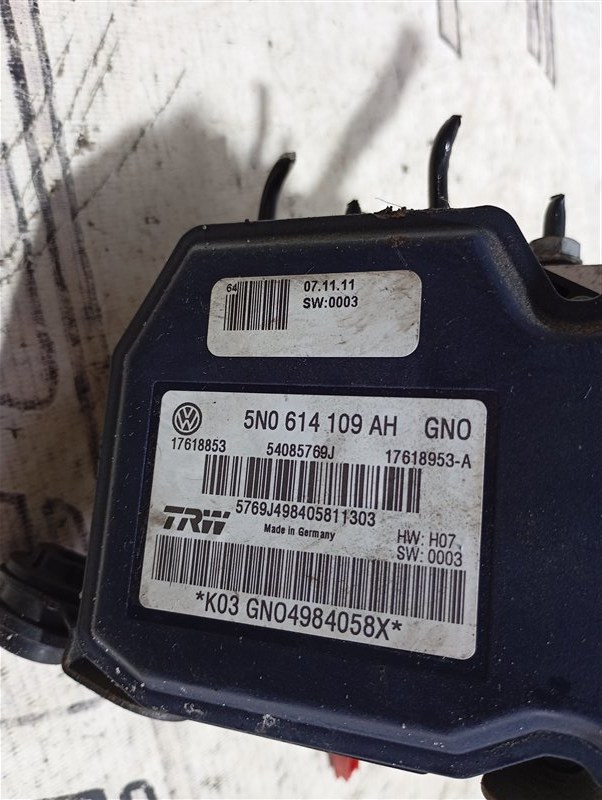 64
07.11.11
SW:0003
5N0 614 109 AH GNO
17618853 54085769J 17618953-A
5769J498405811303
TRW Made in Germany
HW: H07
SW: 0003
*K03 GNO4984058X*